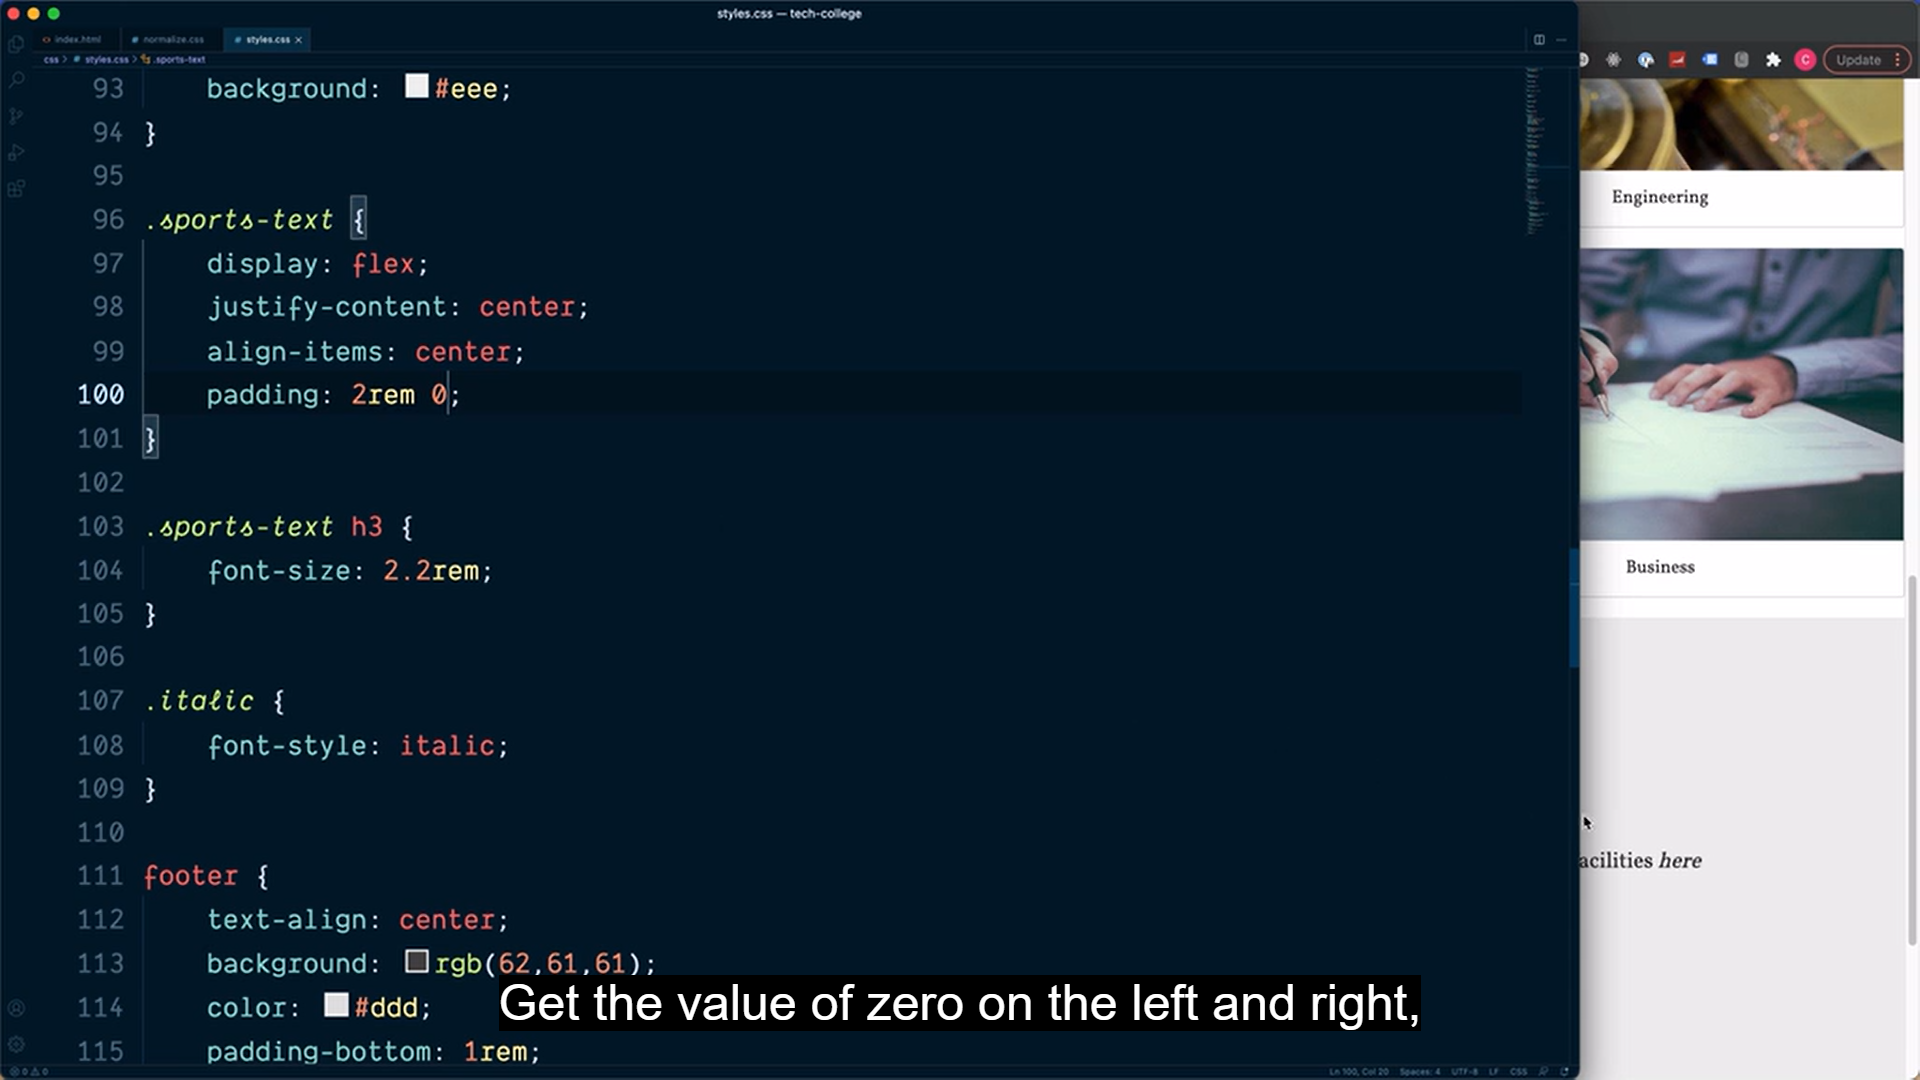 styles.css — tech-college
index.html
normalize.css
styles.css ×
css > # styles.css > .sports-text
Update
93 background: #eee;
94 }
95
96 .sports-text {
97 display: flex;
98 justify-content: center;
99 align-items: center;
100 padding: 2rem 0;
101 }
102
103 .sports-text h3 {
104 font-size: 2.2rem;
105 }
106
107 .italic {
108 font-style: italic;
109 }
110
111 footer {
112 text-align: center;
113 background: rgb(62,61,61);
114 color: #ddd;
115 padding-bottom: 1rem;
Engineering
Business
acilities here
Get the value of zero on the left and right,
Ln 100, Col 20 Spaces: 4 UTF-8 LF CSS